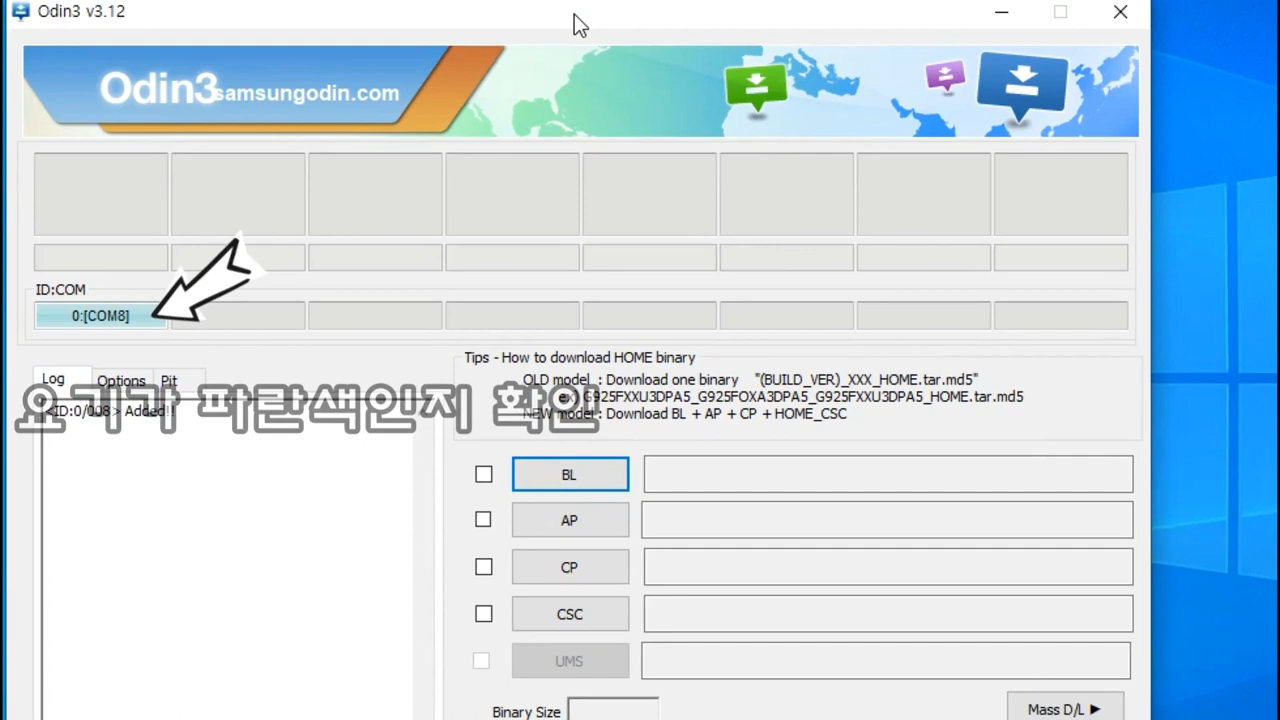 Odin3 v3.12
Odin3
samsungodin.com
ID:COM
0:[COM8]
Log
Options
Pit
<ID:0/008> Added!!
요기가 파란색인지 확인
Tips - How to download HOME binary
OLD model : Download one binary "(BUILD_VER)_XXX_HOME.tar.md5"
ex) G925FXXU3DPA5_G925FOXA3DPA5_G925FXXU3DPA5_HOME.tar.md5
NEW model : Download BL + AP + CP + HOME_CSC
BL
AP
CP
CSC
UMS
Binary Size
Mass D/L ▶